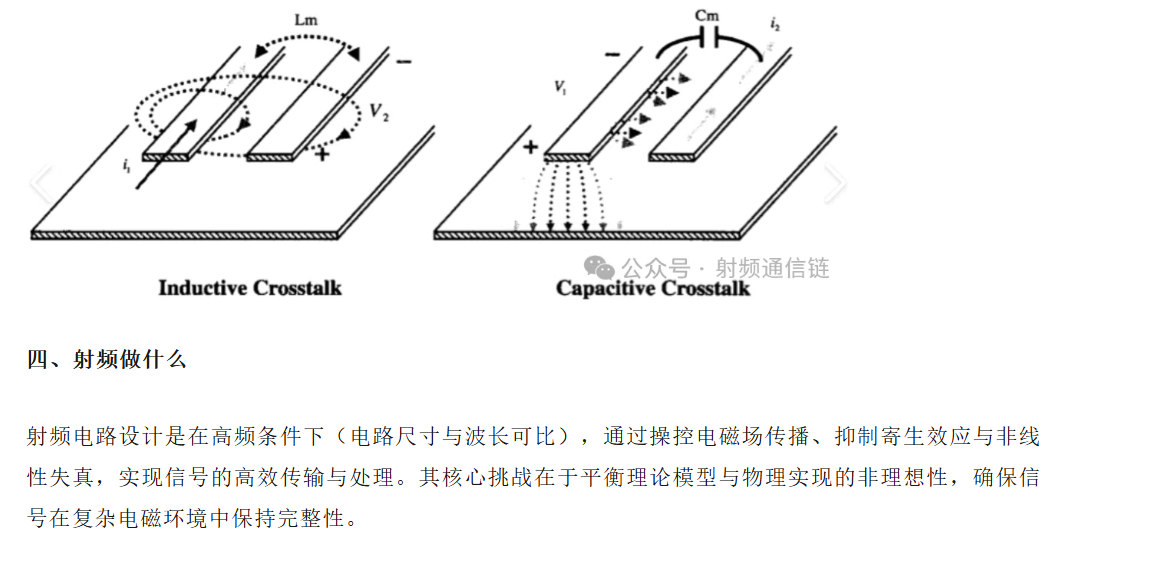 Lm
Cm
i₂
V₁
V₂
i₁
+
+
公众号 · 射频通信链
Inductive Crosstalk
Capacitive Crosstalk
四、射频做什么
射频电路设计是在高频条件下（电路尺寸与波长可比），通过操控电磁场传播、抑制寄生效应与非线
性失真，实现信号的高效传输与处理。其核心挑战在于平衡理论模型与物理实现的非理想性，确保信
号在复杂电磁环境中保持完整性。